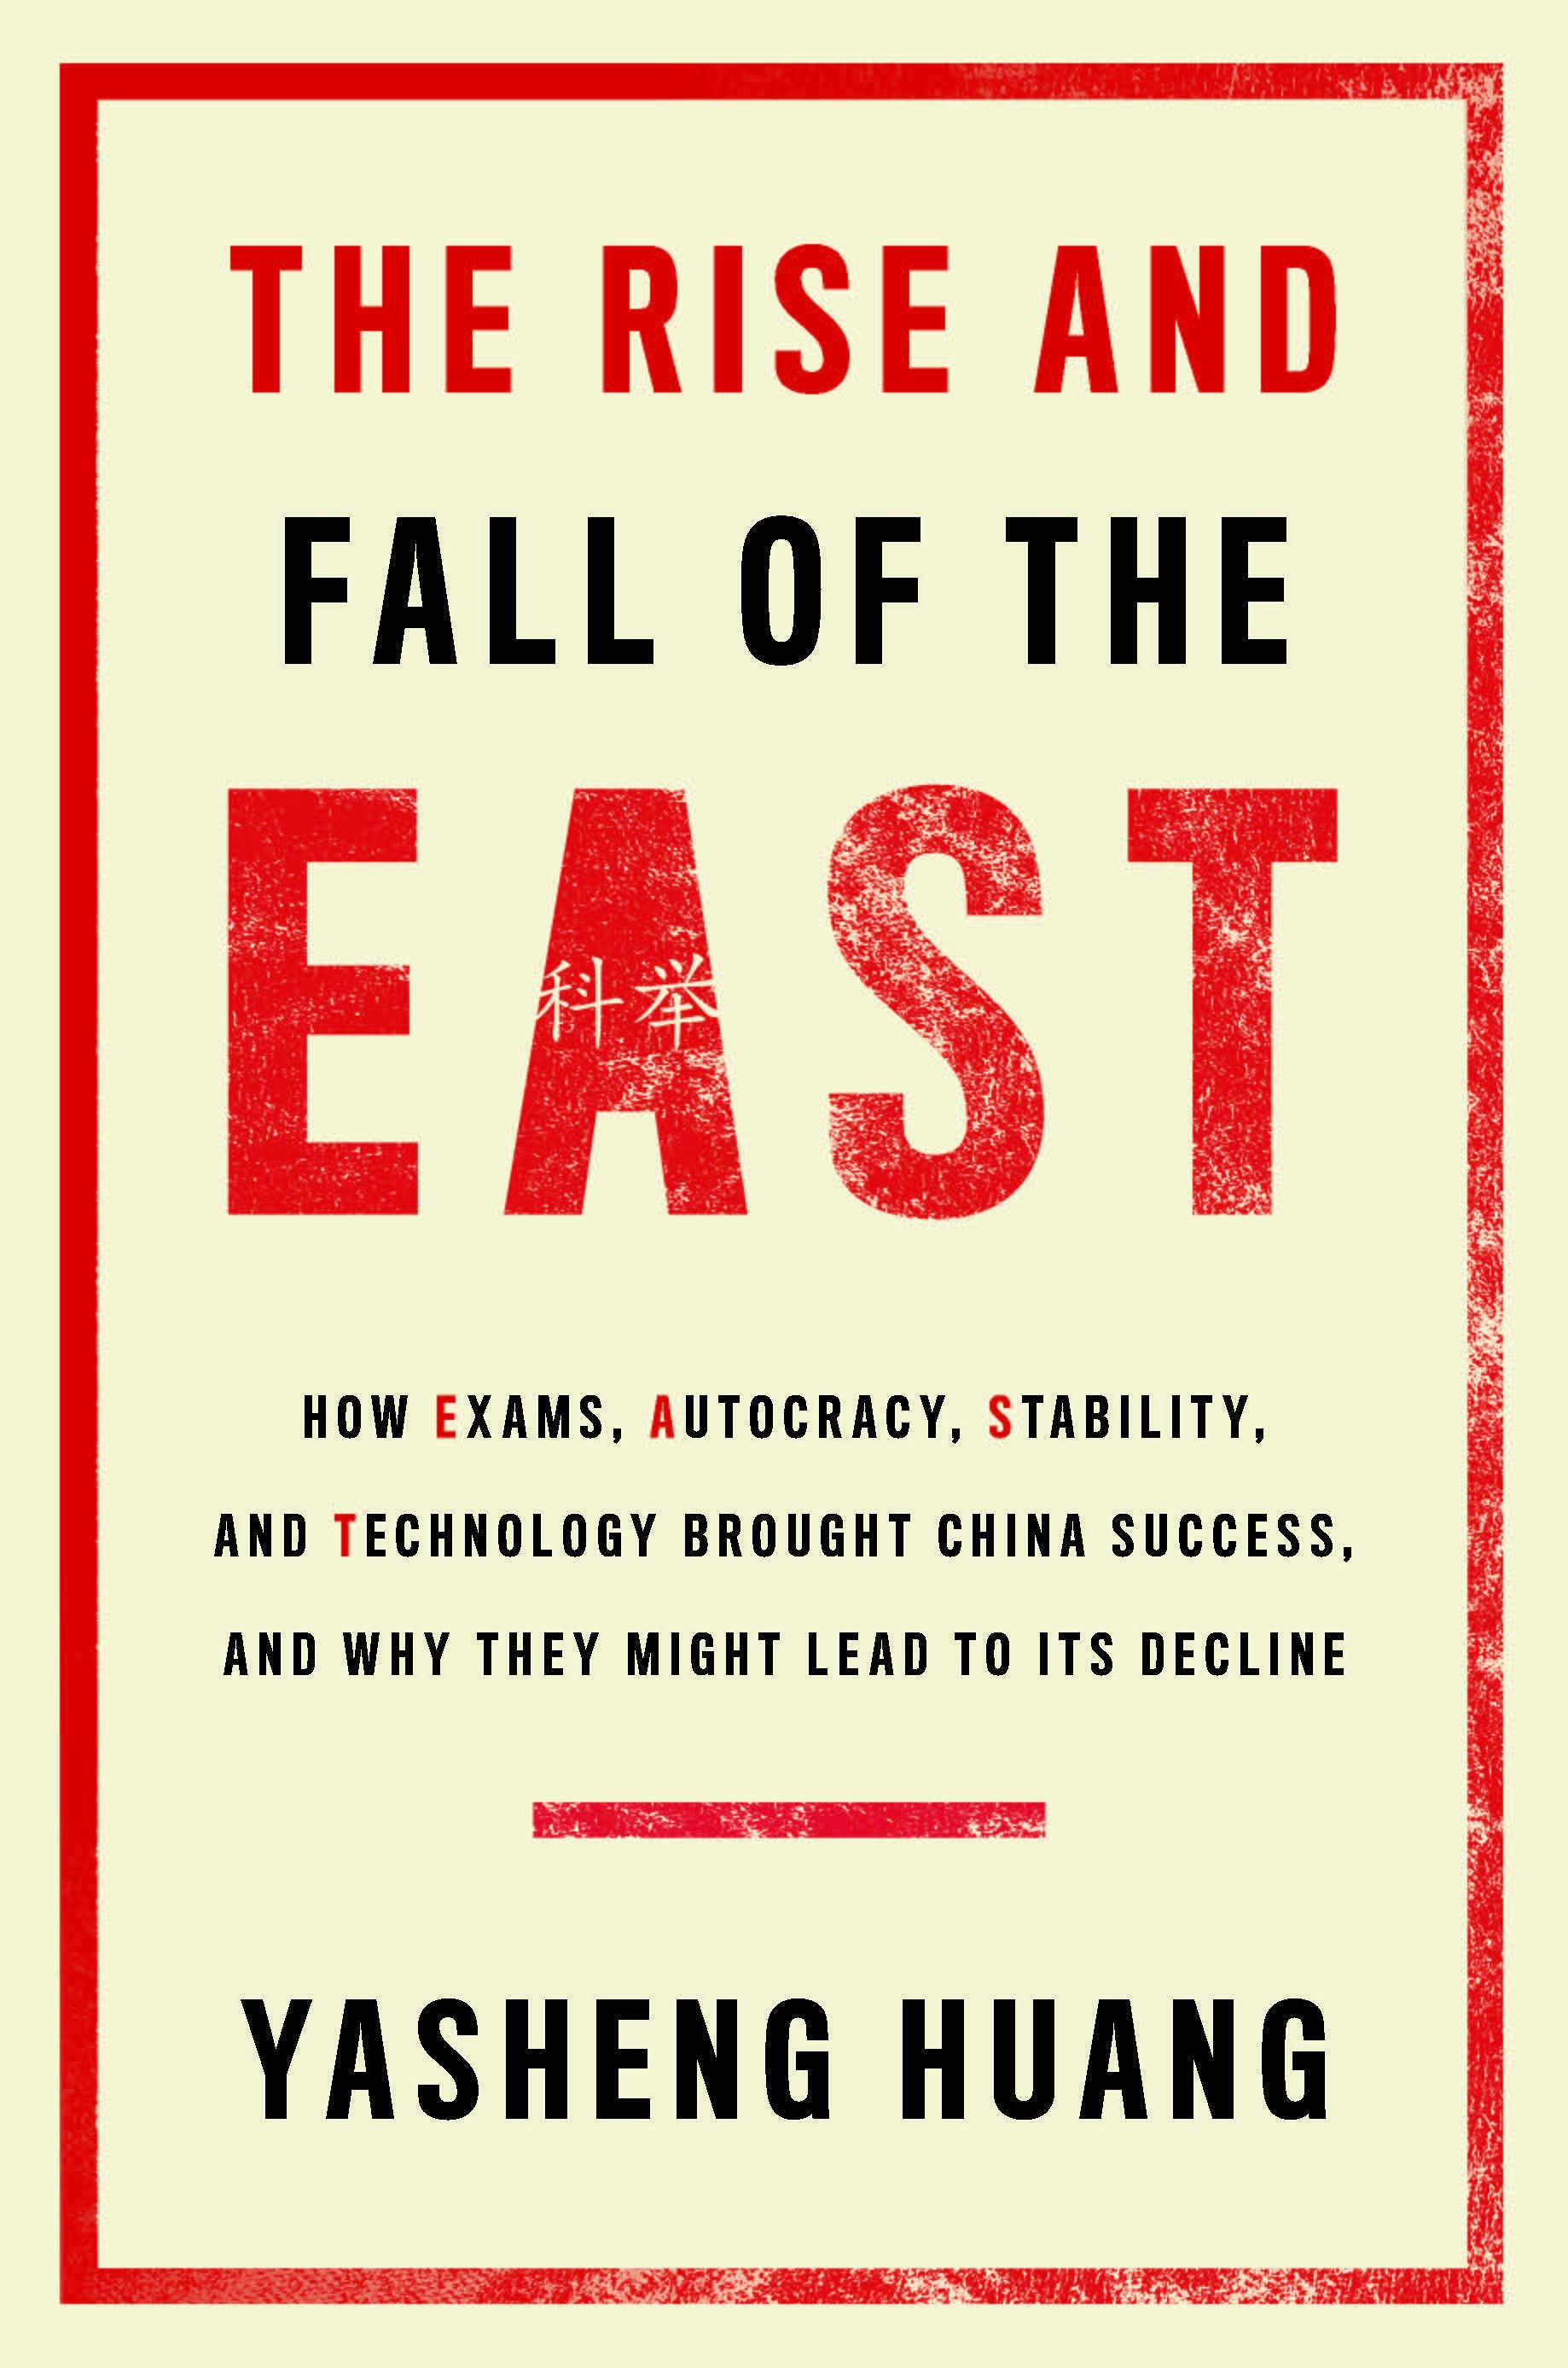 THE RISE AND
FALL OF THE
EAST
科举
HOW EXAMS, AUTOCRACY, STABILITY,
AND TECHNOLOGY BROUGHT CHINA SUCCESS,
AND WHY THEY MIGHT LEAD TO ITS DECLINE
YASHENG HUANG